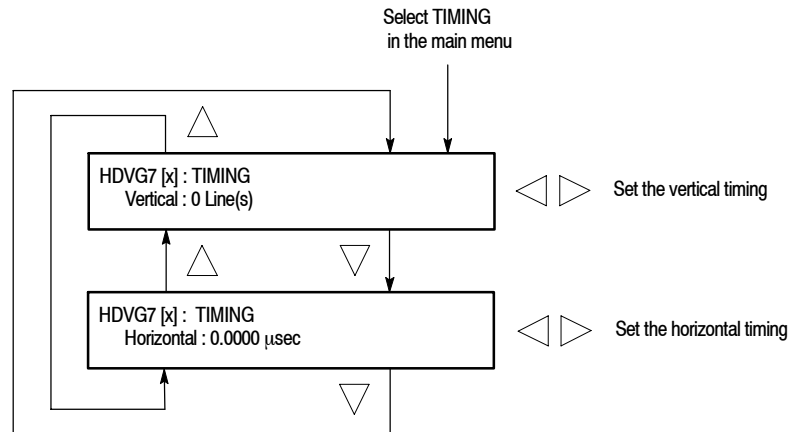 Select TIMING
in the main menu
HDVG7 [x] : TIMING
Vertical : 0 Line(s)
Set the vertical timing
HDVG7 [x] : TIMING
Horizontal : 0.0000 μsec
Set the horizontal timing